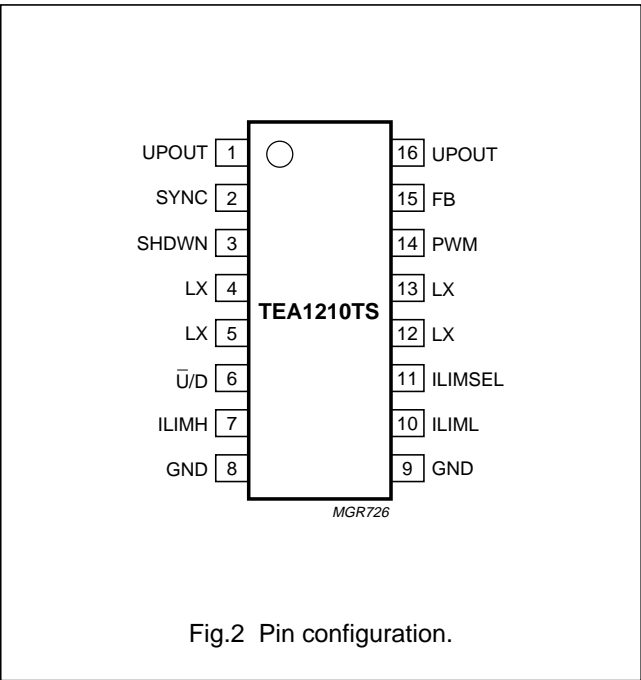 UPOUT 1 16 UPOUT
SYNC 2 15 FB
SHDWN 3 14 PWM
LX 4 13 LX
TEA1210TS
LX 5 12 LX
U̅/D 6 11 ILIMSEL
ILIMH 7 10 ILIML
GND 8 9 GND
MGR726
Fig.2 Pin configuration.